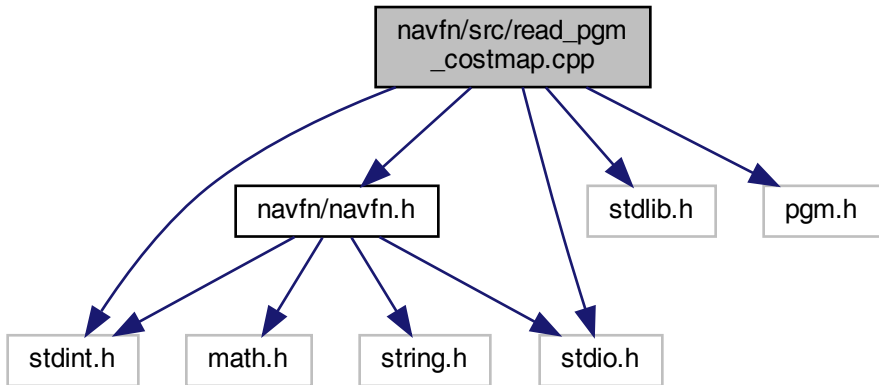 navfn/src/read_pgm
_costmap.cpp
navfn/navfn.h
stdlib.h
pgm.h
stdint.h
math.h
string.h
stdio.h